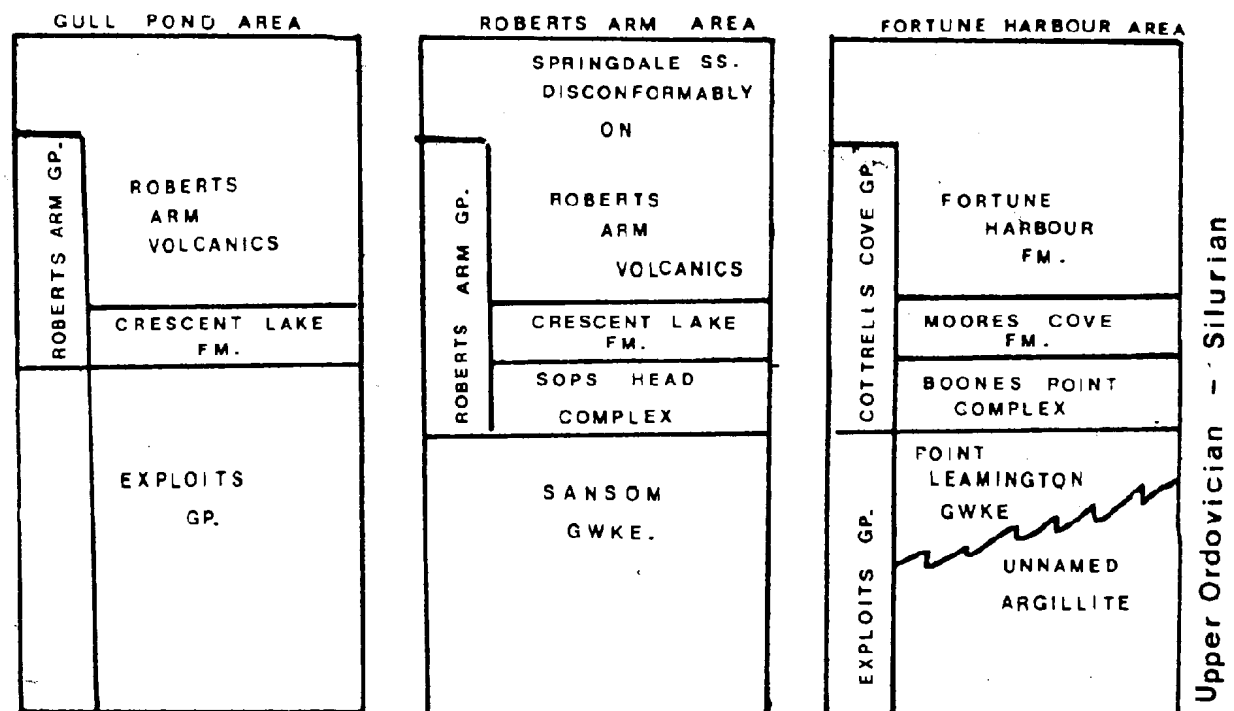 GULL POND AREA
ROBERTS ARM GP.
ROBERTS
ARM
VOLCANICS
CRESCENT LAKE
FM.
EXPLOITS
GP.
ROBERTS ARM AREA
SPRINGDALE SS.
DISCONFORMABLY
ON
ROBERTS
ARM
VOLCANICS
ROBERTS ARM GP.
CRESCENT LAKE
FM.
SOPS HEAD
COMPLEX
SANSOM
GWKE.
FORTUNE HARBOUR AREA
COTTRELLS COVE GP.
FORTUNE
HARBOUR
FM.
MOORES COVE
FM.
BOONES POINT
COMPLEX
EXPLOITS GP.
POINT
LEAMINGTON
GWKE
UNNAMED
ARGILLITE
Upper Ordovician - Silurian